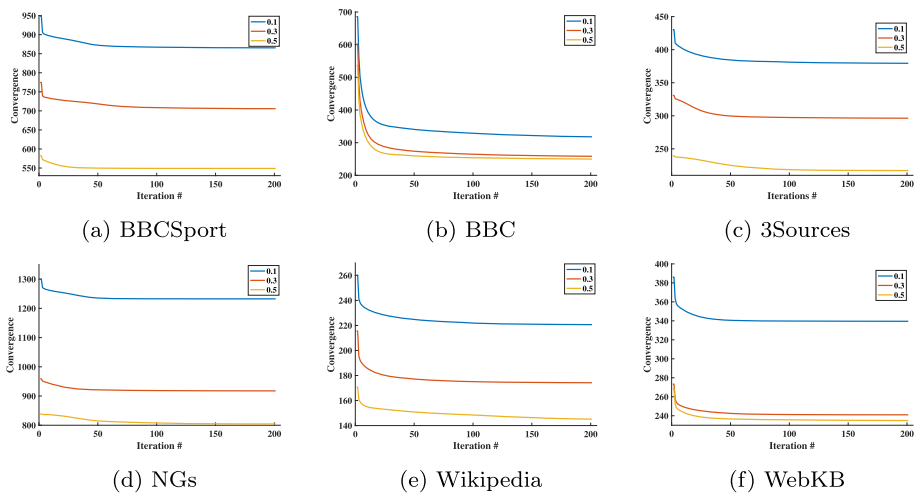 950
900
850
800
750
700
650
600
550
0 50 100 150 200
Convergence
Iteration #
0.1
0.3
0.5
(a) BBCSport
700
600
500
400
300
200
0 50 100 150 200
Convergence
Iteration #
0.1
0.3
0.5
(b) BBC
450
400
350
300
250
0 50 100 150 200
Convergence
Iterations #
0.1
0.3
0.5
(c) 3Sources
1300
1200
1100
1000
900
800
0 50 100 150 200
Convergence
Iteration #
0.1
0.3
0.5
(d) NGs
260
240
220
200
180
160
140
0 50 100 150 200
Convergence
Iteration #
0.1
0.3
0.5
(e) Wikipedia
400
380
360
340
320
300
280
260
240
0 50 100 150 200
Convergence
Iteration #
0.1
0.3
0.5
(f) WebKB